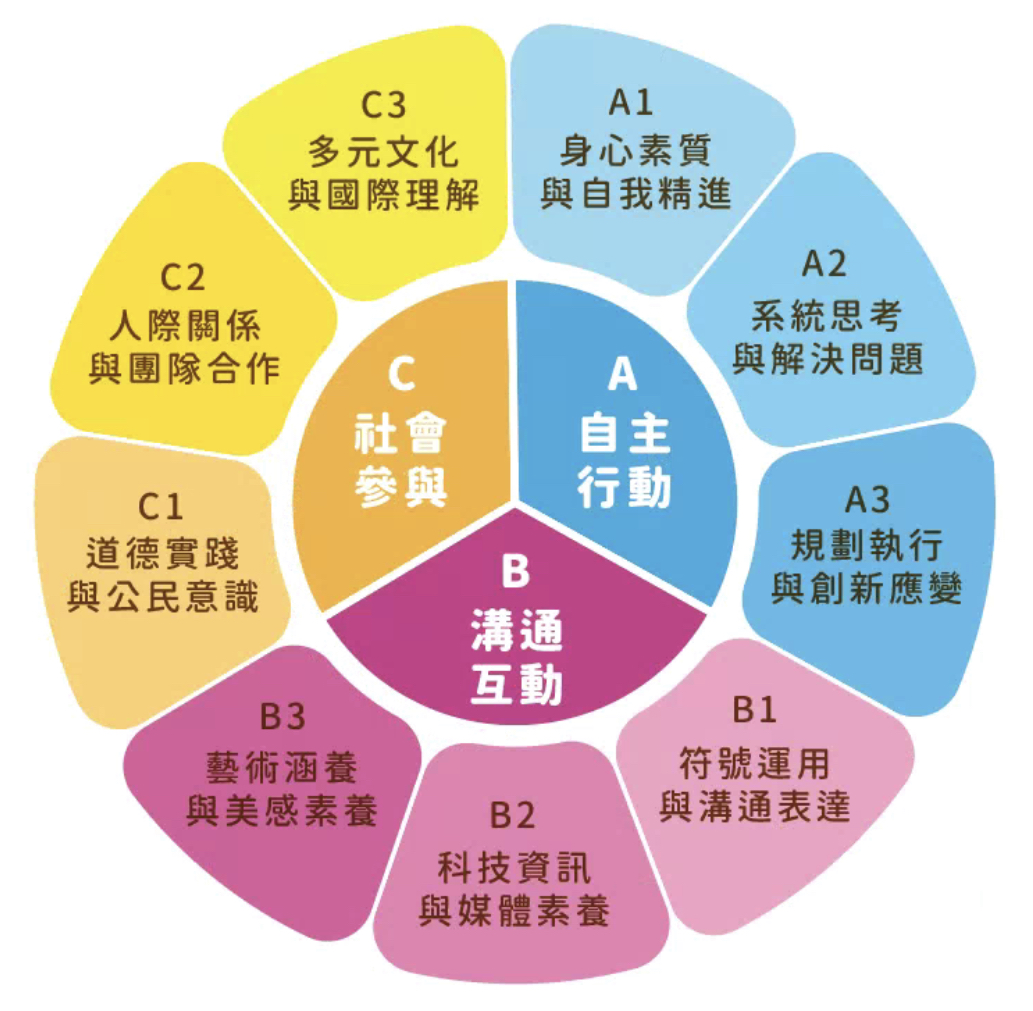 A
自主
行動
A1
身心素質
與自我精進
A2
系統思考
與解決問題
A3
規劃執行
與創新應變
B
溝通
互動
B1
符號運用
與溝通表達
B2
科技資訊
與媒體素養
B3
藝術涵養
與美感素養
C
社會
參與
C1
道德實踐
與公民意識
C2
人際關係
與團隊合作
C3
多元文化
與國際理解